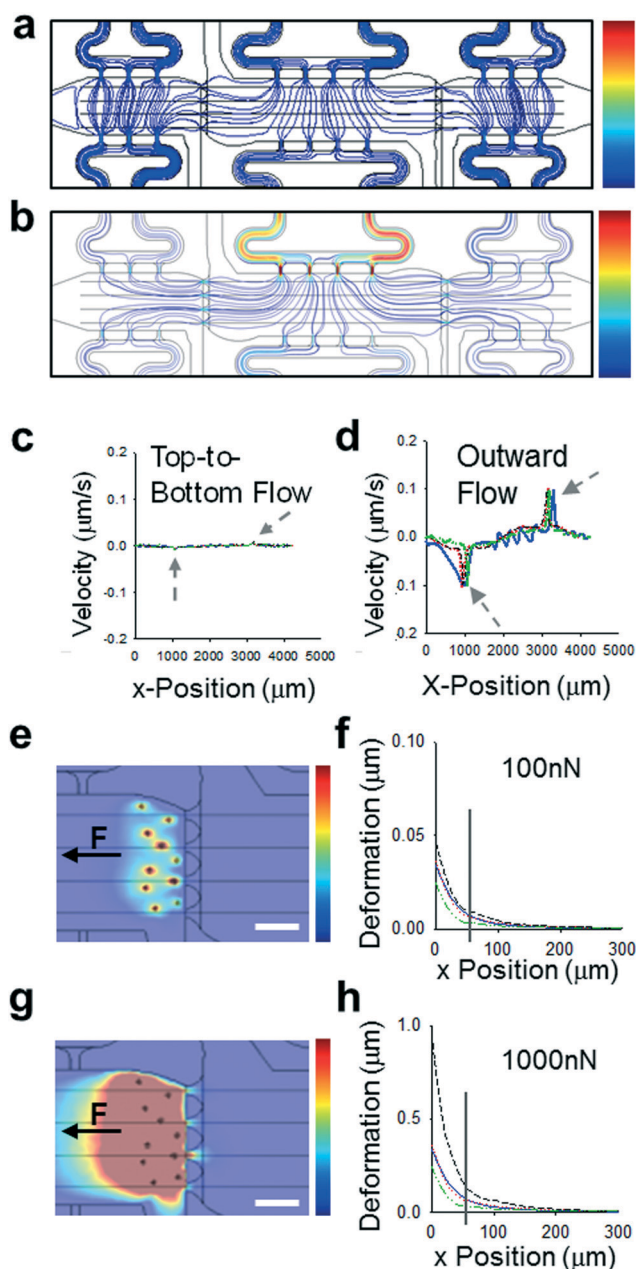 a
b
c
Top-to-
Bottom Flow
0.2
0.1
0.0
-0.1
-0.2
Velocity (μm/s)
0 1000 2000 3000 4000 5000
x-Position (μm)
d
Outward
Flow
0.2
0.1
0.0
0.1
0.2
Velocity (μm/s)
0 1000 2000 3000 4000 5000
X-Position (μm)
e
F
f
100nN
0.10
0.05
0.00
Deformation (μm)
0 100 200 300
x Position (μm)
g
F
h
1000nN
1.0
0.5
0.0
Deformation (μm)
0 100 200 300
x Position (μm)